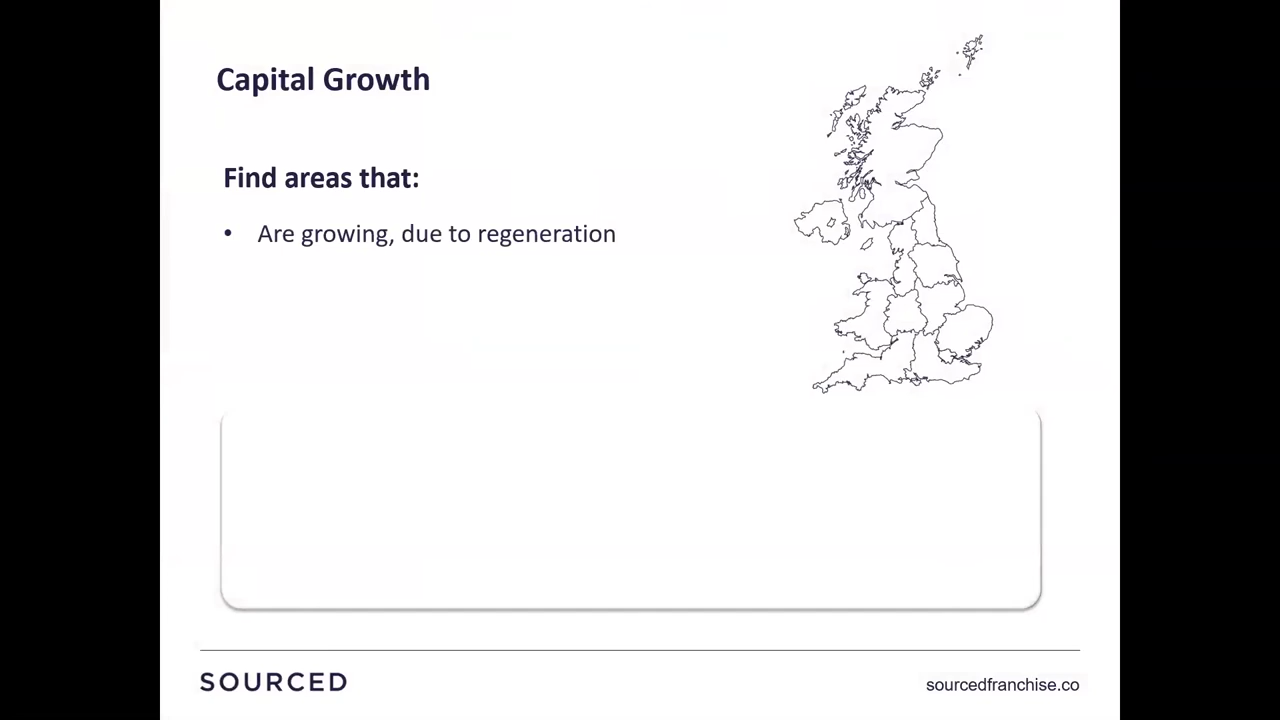 Capital Growth
Find areas that:
• Are growing, due to regeneration
SOURCED
sourcedfranchise.co